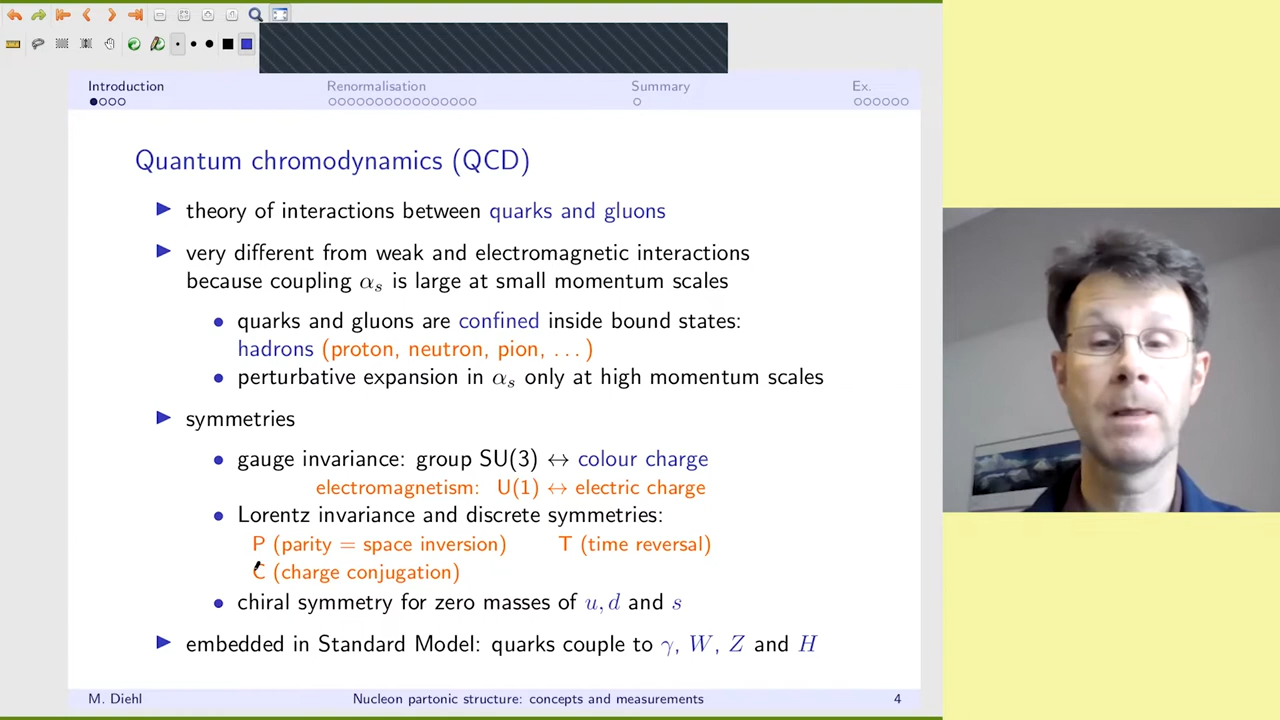 Introduction Renormalisation Summary Ex.
Quantum chromodynamics (QCD)
theory of interactions between quarks and gluons
very different from weak and electromagnetic interactions
because coupling αs is large at small momentum scales
quarks and gluons are confined inside bound states:
hadrons (proton, neutron, pion, . . . )
perturbative expansion in αs only at high momentum scales
symmetries
gauge invariance: group SU(3) ↔ colour charge
electromagnetism: U(1) ↔ electric charge
Lorentz invariance and discrete symmetries:
P (parity = space inversion) T (time reversal)
C (charge conjugation)
chiral symmetry for zero masses of u, d and s
embedded in Standard Model: quarks couple to γ, W, Z and H
M. Diehl Nucleon partonic structure: concepts and measurements 4